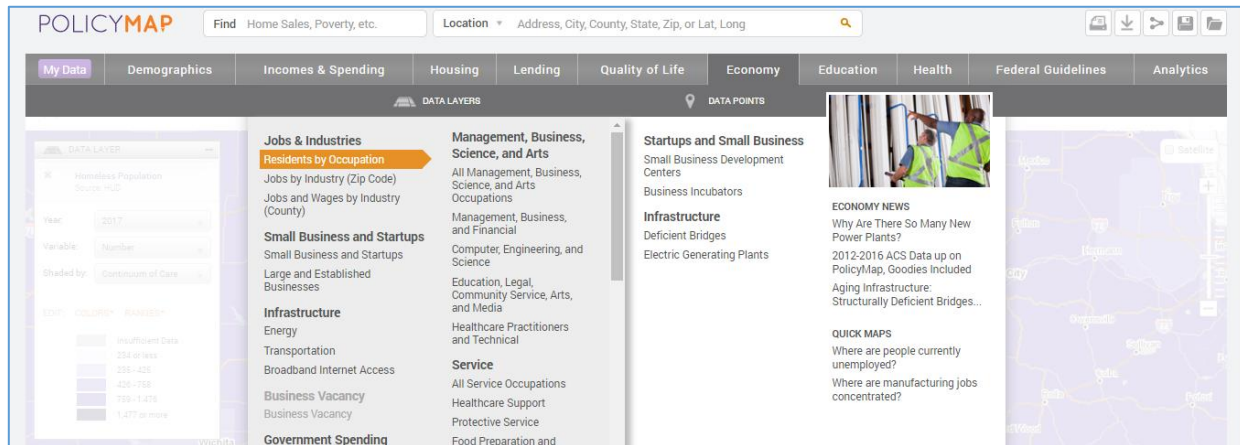 POLICYMAP
Find Home Sales, Poverty, etc.
Location Address, City, County, State, Zip, or Lat, Long
My Data Demographics Incomes & Spending Housing Lending Quality of Life Economy Education Health Federal Guidelines Analytics
DATA LAYERS DATA POINTS
DATA LAYER
Homeless Population
Source: HUD
Year: 2017
Variable: Number
Shaded by: Continuum of Care
Insufficient Data
234 or less
426 - 758
1,477 or more
Wichita
Jobs & Industries
Residents by Occupation
Jobs by Industry (Zip Code)
Jobs and Wages by Industry
(County)
Small Business and Startups
Small Business and Startups
Large and Established
Businesses
Infrastructure
Energy
Transportation
Broadband Internet Access
Business Vacancy
Business Vacancy
Government Spending
Management, Business,
Science, and Arts
All Management, Business,
Science, and Arts
Occupations
Management, Business,
and Financial
Computer, Engineering, and
Science
Education, Legal,
Community Service, Arts,
and Media
Healthcare Practitioners
and Technical
Service
All Service Occupations
Healthcare Support
Protective Service
Food Preparation and
Startups and Small Business
Small Business Development
Centers
Business Incubators
Infrastructure
Deficient Bridges
Electric Generating Plants
ECONOMY NEWS
Why Are There So Many New
Power Plants?
2012-2016 ACS Data up on
PolicyMap, Goodies Included
Aging Infrastructure:
Structurally Deficient Bridges...
QUICK MAPS
Where are people currently
unemployed?
Where are manufacturing jobs
concentrated?
Satellite